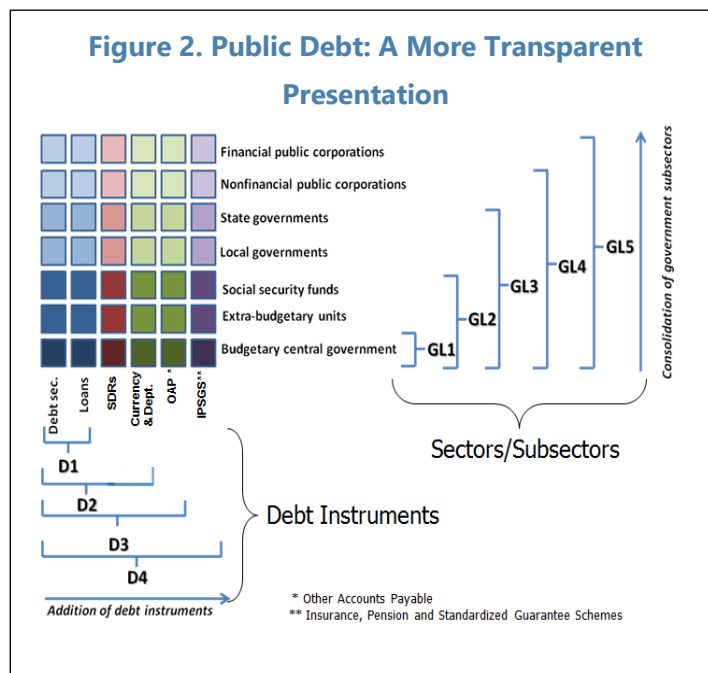 Figure 2. Public Debt: A More Transparent
Presentation
Financial public corporations
Nonfinancial public corporations
State governments
Local governments
Social security funds
Extra-budgetary units
Budgetary central government
GL1
GL2
GL3
GL4
GL5
Consolidation of government subsectors
Debt sec.
Loans
SDRs
Currency
& Dept.
OAP *
IPSGS**
Sectors/Subsectors
D1
D2
D3
D4
Debt Instruments
Addition of debt instruments
* Other Accounts Payable
** Insurance, Pension and Standardized Guarantee Schemes